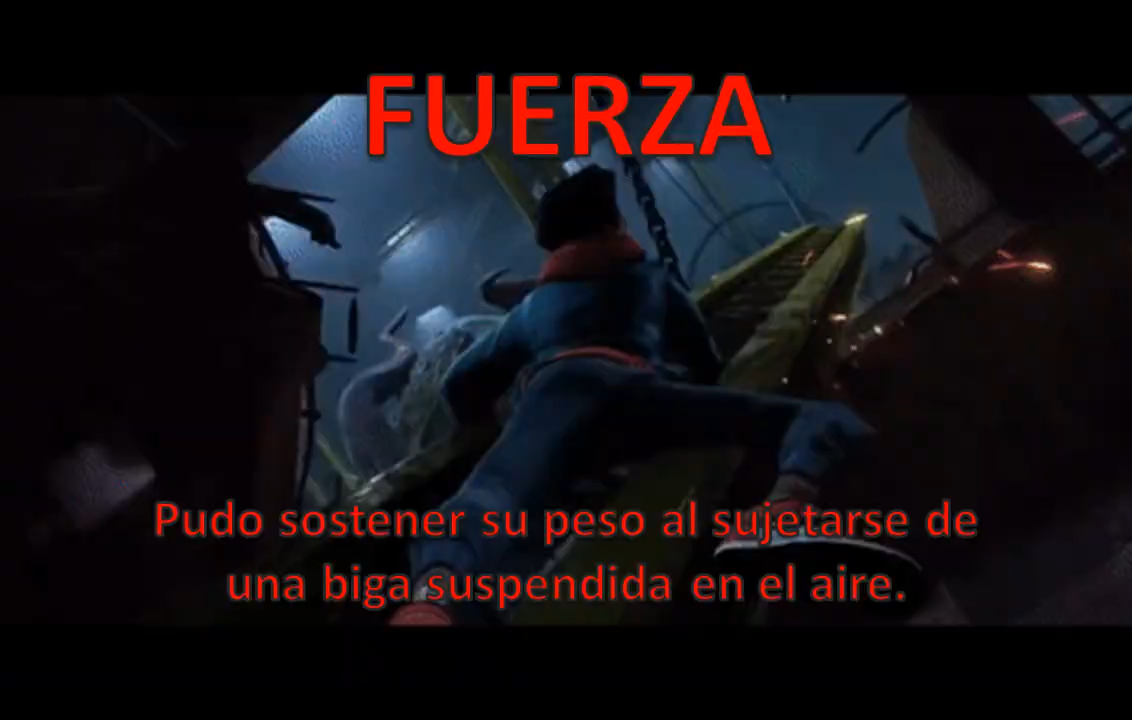 FUERZA
Pudo sostener su peso al sujetarse de
una biga suspendida en el aire.